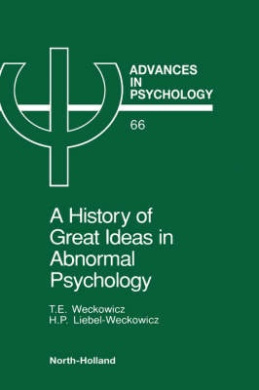 ADVANCES
IN
PSYCHOLOGY
66
A History of
Great Ideas in
Abnormal
Psychology
T.E. Weckowicz
H.P. Liebel-Weckowicz
North-Holland